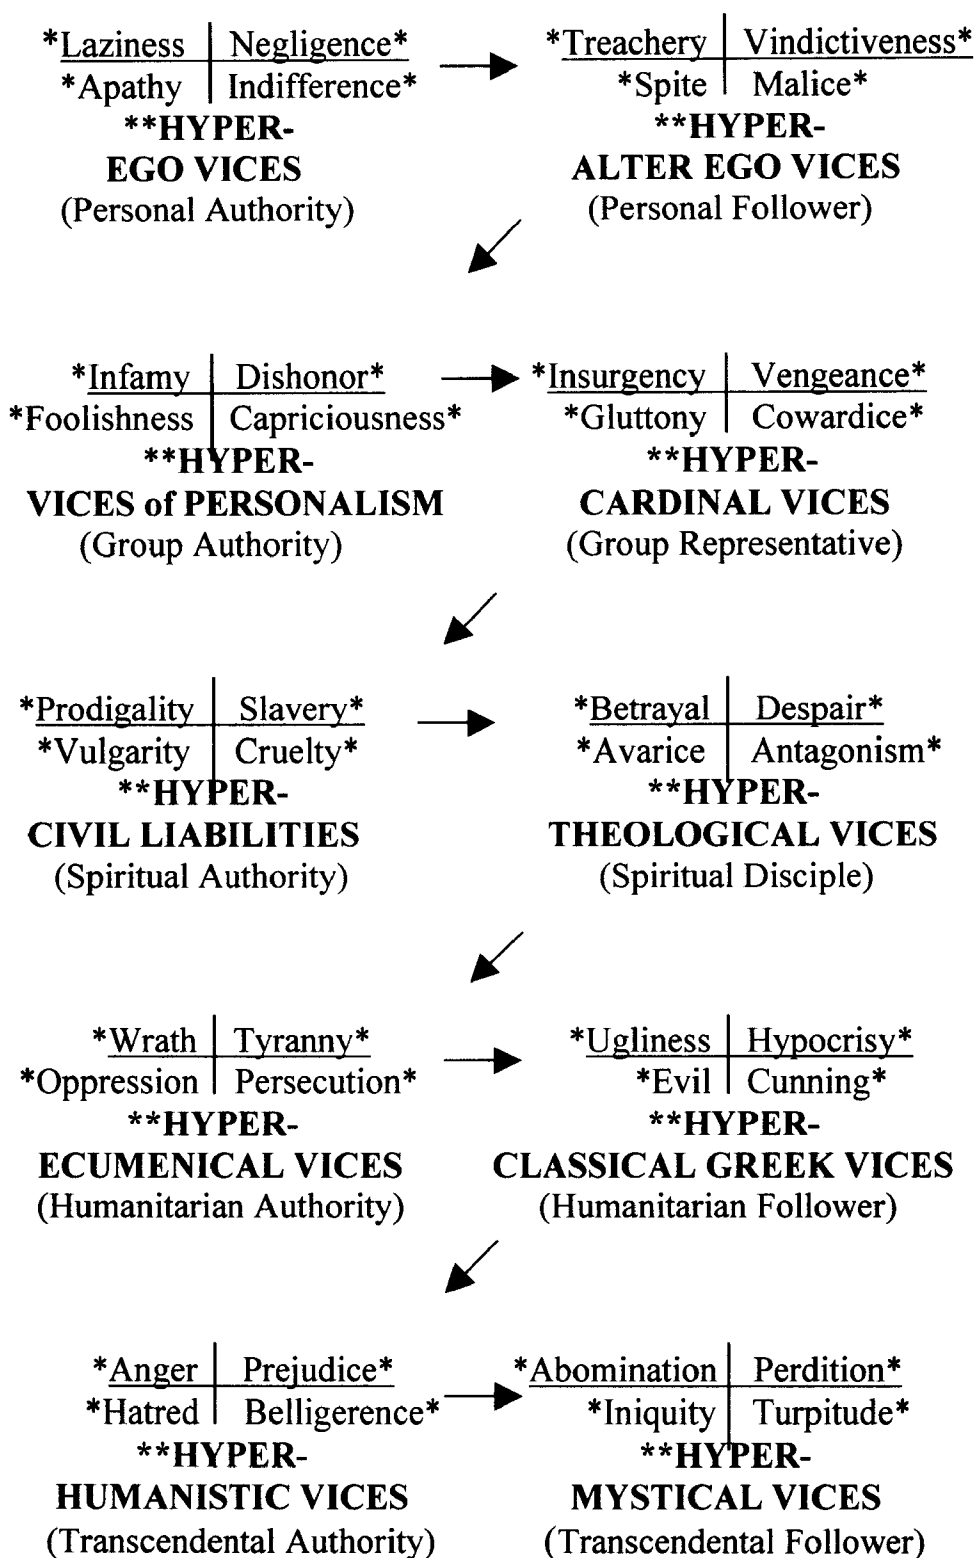 *Laziness Negligence*
*Apathy Indifference*
**HYPER-
EGO VICES
(Personal Authority)
*Treachery Vindictiveness*
*Spite Malice*
**HYPER-
ALTER EGO VICES
(Personal Follower)
*Infamy Dishonor*
*Foolishness Capriciousness*
**HYPER-
VICES of PERSONALISM
(Group Authority)
*Insurgency Vengeance*
*Gluttony Cowardice*
**HYPER-
CARDINAL VICES
(Group Representative)
*Prodigality Slavery*
*Vulgarity Cruelty*
**HYPER-
CIVIL LIABILITIES
(Spiritual Authority)
*Betrayal Despair*
*Avarice Antagonism*
**HYPER-
THEOLOGICAL VICES
(Spiritual Disciple)
*Wrath Tyranny*
*Oppression Persecution*
**HYPER-
ECUMENICAL VICES
(Humanitarian Authority)
*Ugliness Hypocrisy*
*Evil Cunning*
**HYPER-
CLASSICAL GREEK VICES
(Humanitarian Follower)
*Anger Prejudice*
*Hatred Belligerence*
**HYPER-
HUMANISTIC VICES
(Transcendental Authority)
*Abomination Perdition*
*Iniquity Turpitude*
**HYPER-
MYSTICAL VICES
(Transcendental Follower)